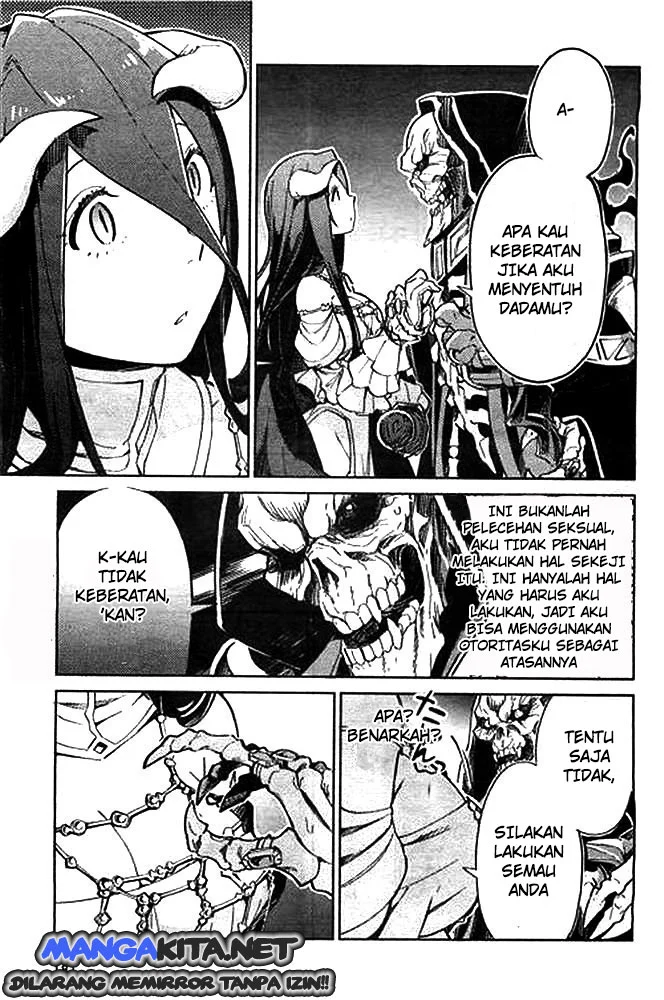 A-
APA KAU
KEBERATAN
JIKA AKU
MENYENTUH
DADAMU?
INI BUKANLAH
PELECEHAN SEKSUAL,
AKU TIDAK PERNAH
MELAKUKAN HAL SEKEJI
ITU. INI HANYALAH HAL
YANG HARUS AKU
LAKUKAN, JADI AKU
BISA MENGGUNAKAN
OTORITASKU SEBAGAI
ATASANNYA
K-KAU
TIDAK
KEBERATAN,
'KAN?
TENTU
SAJA
TIDAK,
SILAKAN
LAKUKAN
SEMAU
ANDA
APA?
BENARKAH?
MANGAKITA.NET
DILARANG MEMIRROR TANPA IZIN!!